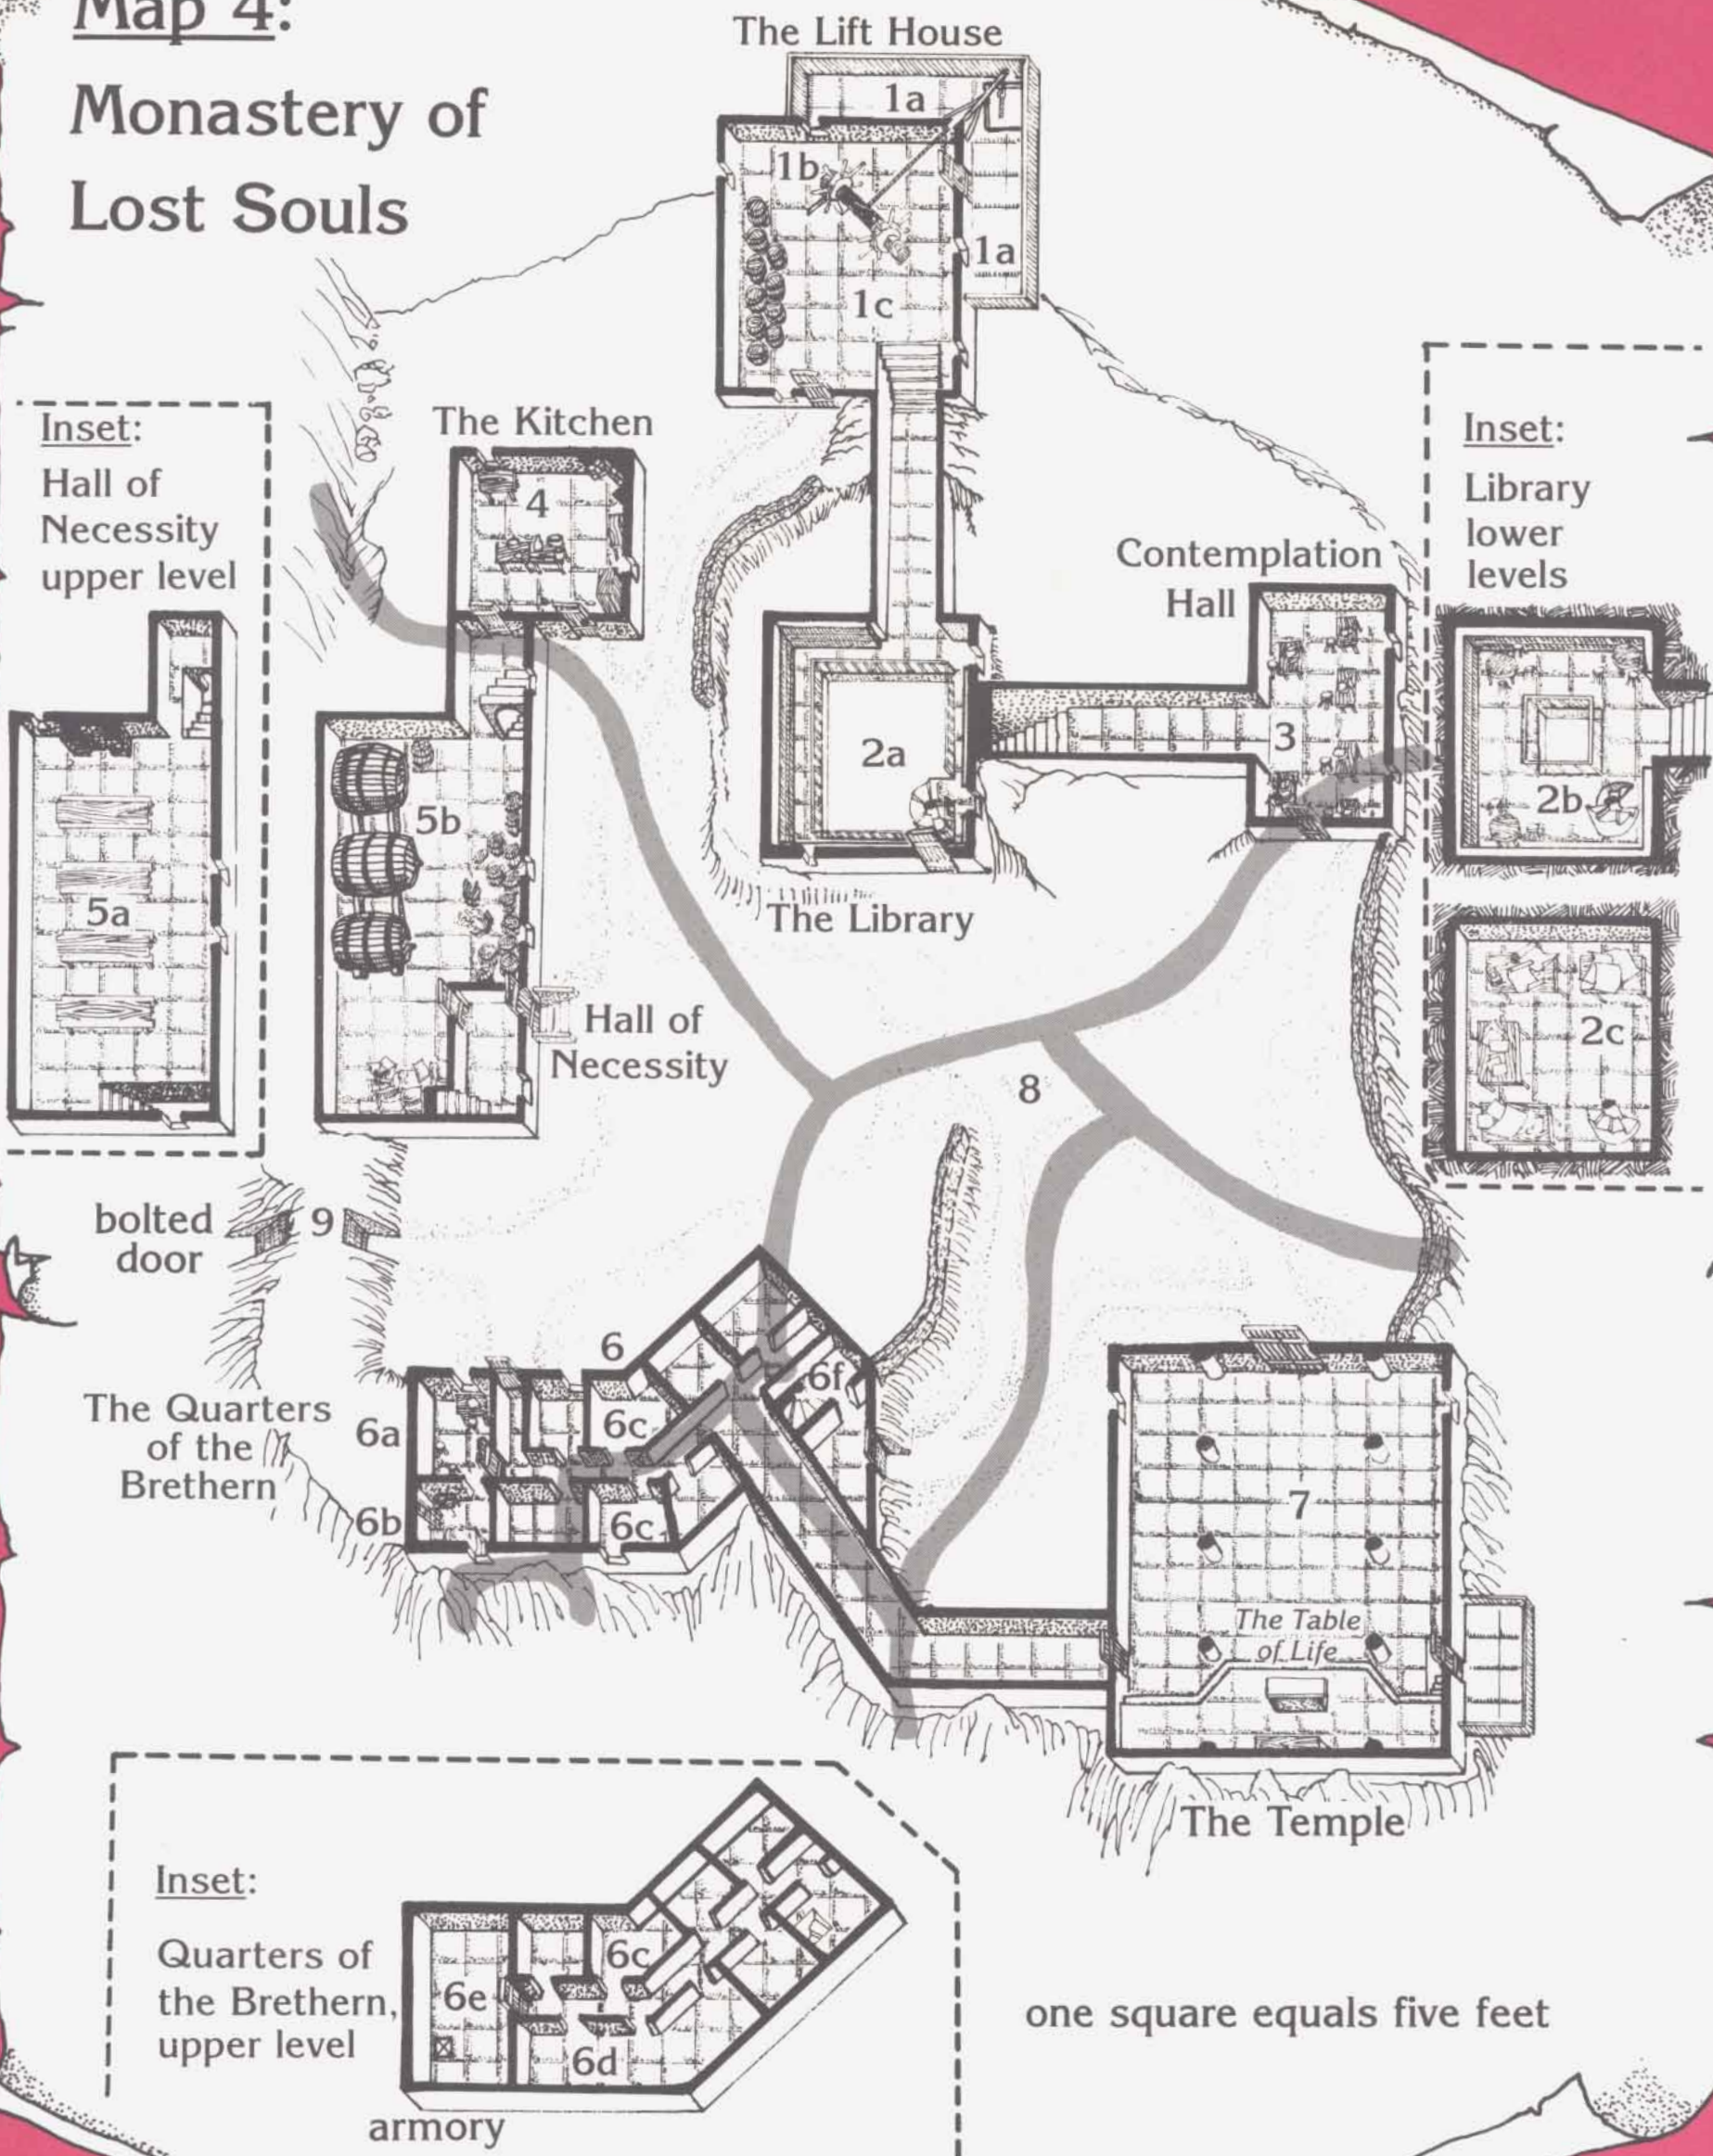 Map 4:
Monastery of
Lost Souls
The Lift House
1a
1b
1a
1c
Inset:
Hall of
Necessity
upper level
The Kitchen
4
Contemplation
Hall
Inset:
Library
lower
levels
2a
3
2b
5b
5a
The Library
2c
Hall of
Necessity
8
bolted
door
9
6
6f
The Quarters
of the
Brethern
6a
6c
6b
6c
7
The Table
of Life
The Temple
Inset:
Quarters of
the Brethern,
upper level
6c
6e
6d
armory
one square equals five feet